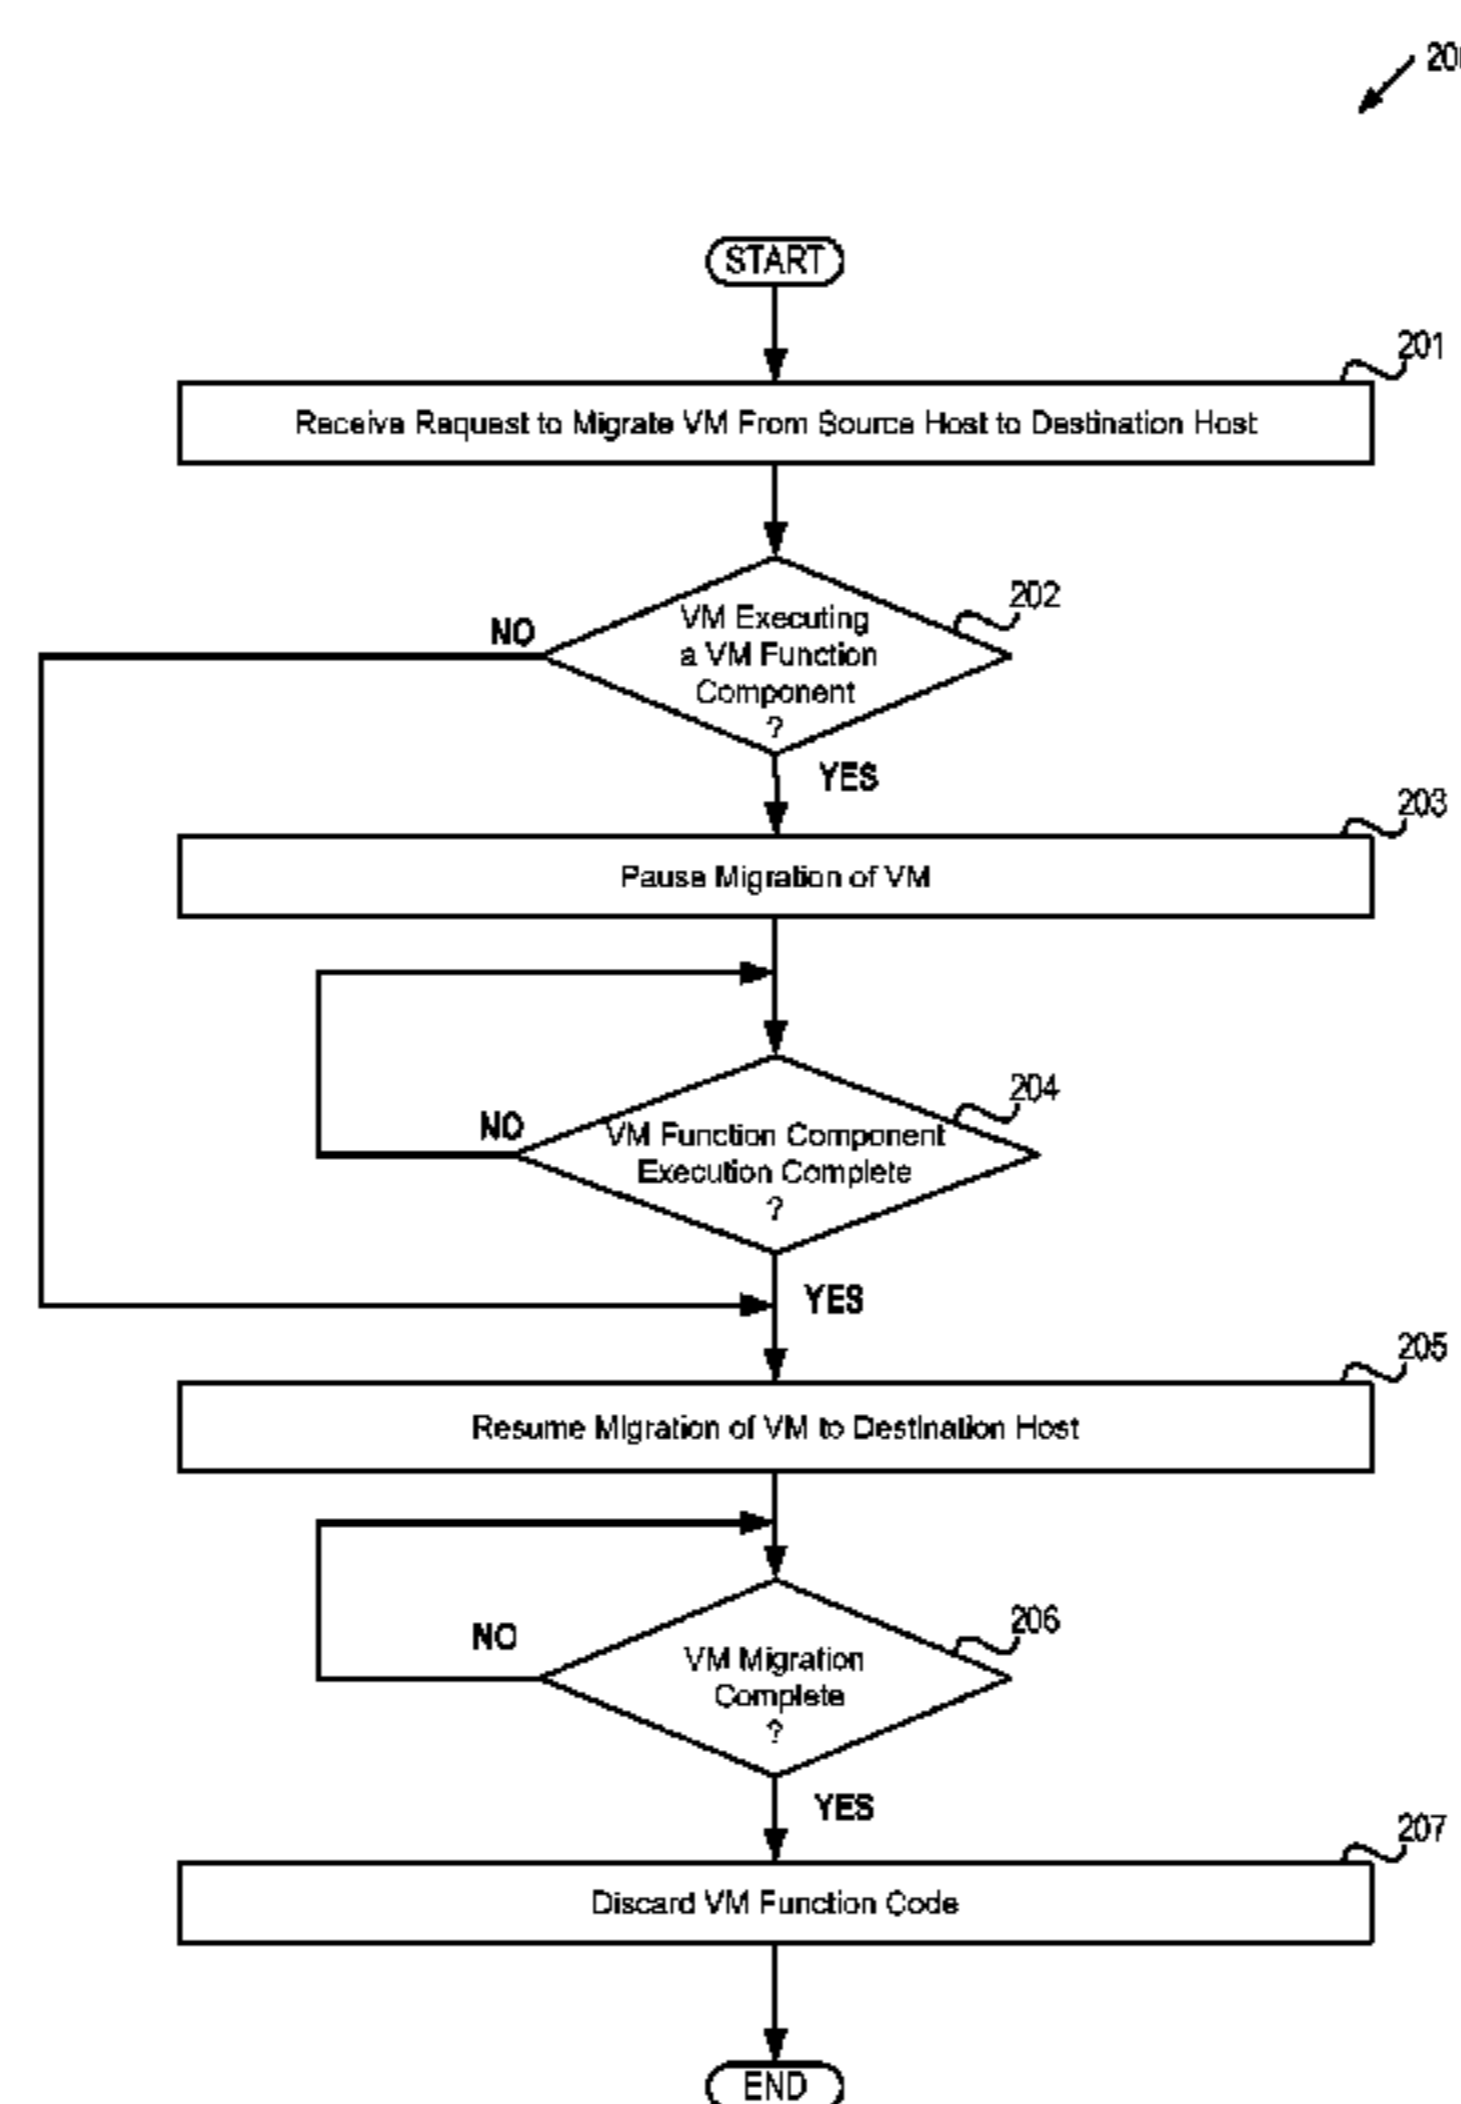 START
201
Receive Request to Migrate VM From Source Host to Destination Host
202
NO
VM Executing
a VM Function
Component
?
YES
203
Pause Migration of VM
204
NO
VM Function Component
Execution Complete
?
YES
205
Resume Migration of VM to Destination Host
206
NO
VM Migration
Complete
?
YES
207
Discard VM Function Code
END